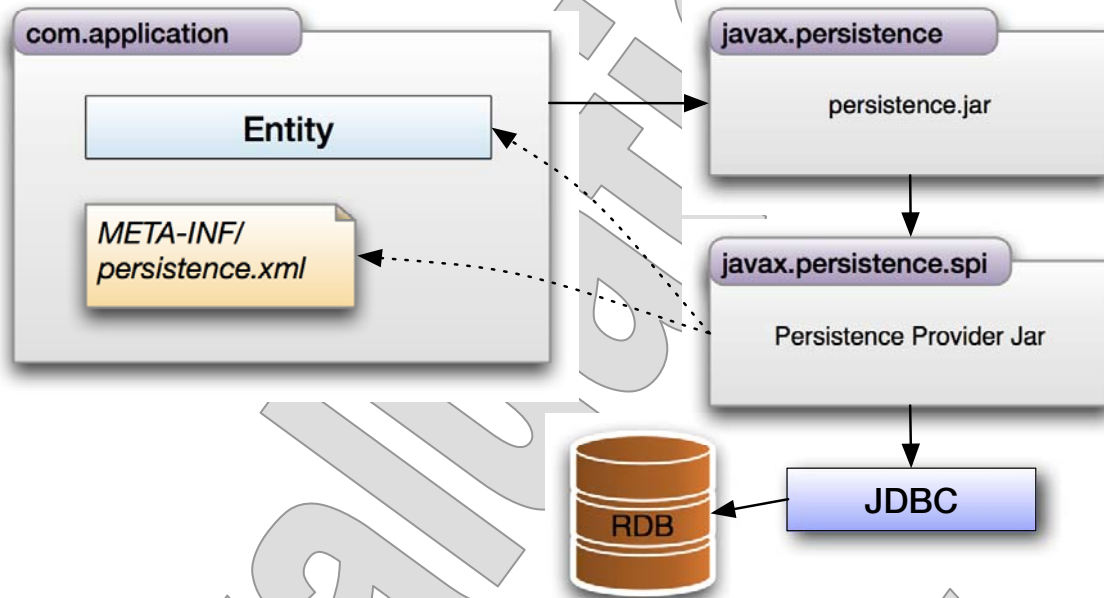 com.application
Entity
META-INF/
persistence.xml
javax.persistence
persistence.jar
javax.persistence.spi
Persistence Provider Jar
JDBC
RDB